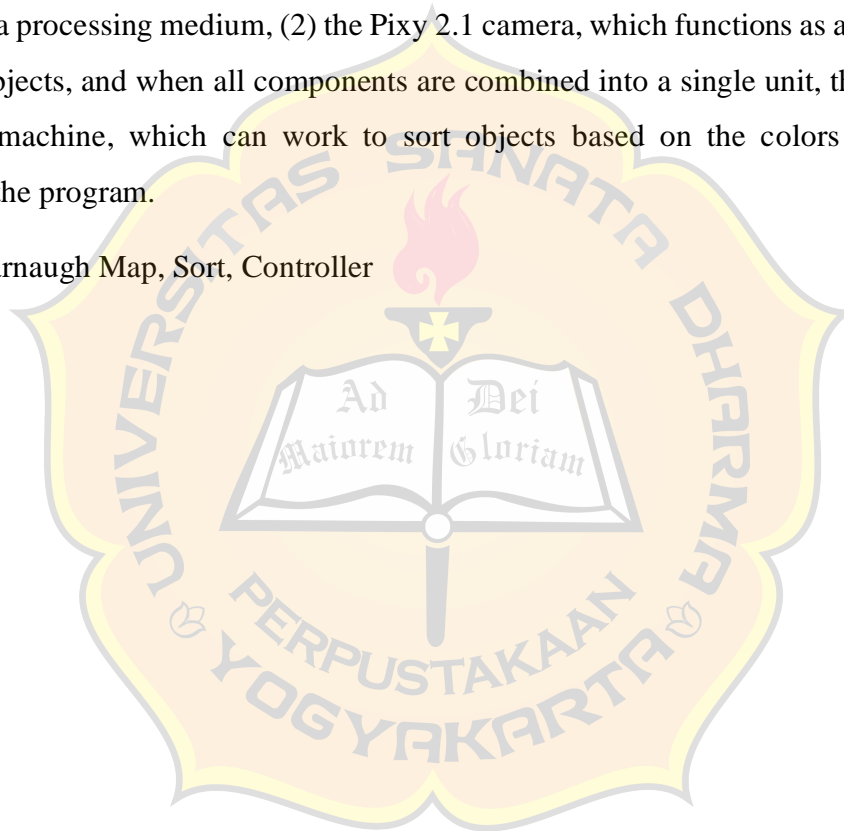 a processing medium, (2) the Pixy 2.1 camera, which functions as a
jects, and when all components are combined into a single unit, th
machine, which can work to sort objects based on the colors
the program.
rnaugh Map, Sort, Controller
UNIVERSITAS SANATA DHARMA
Ad Dei
Maiorem Gloriam
PERPUSTAKAAN
YOGYAKARTA